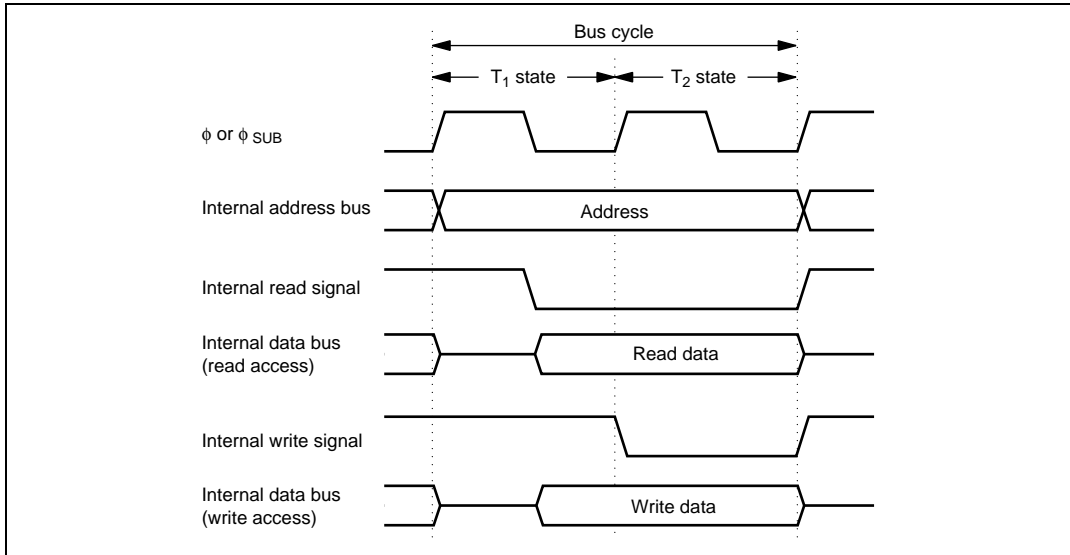 Bus cycle
T1 state
T2 state
ϕ or ϕ SUB
Internal address bus
Address
Internal read signal
Internal data bus
(read access)
Read data
Internal write signal
Internal data bus
(write access)
Write data